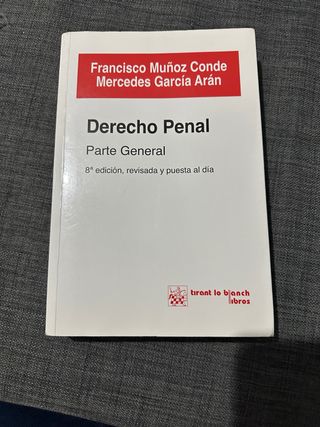 Francisco Muñoz Conde
Mercedes García Arán
Derecho Penal
Parte General
8ª edición, revisada y puesta al día
tirant lo blanch
libros